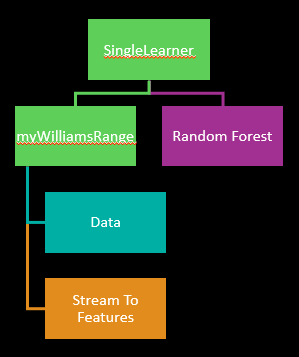 SingleLearner
myWilliamsRange
Random Forest
Data
Stream To
Features